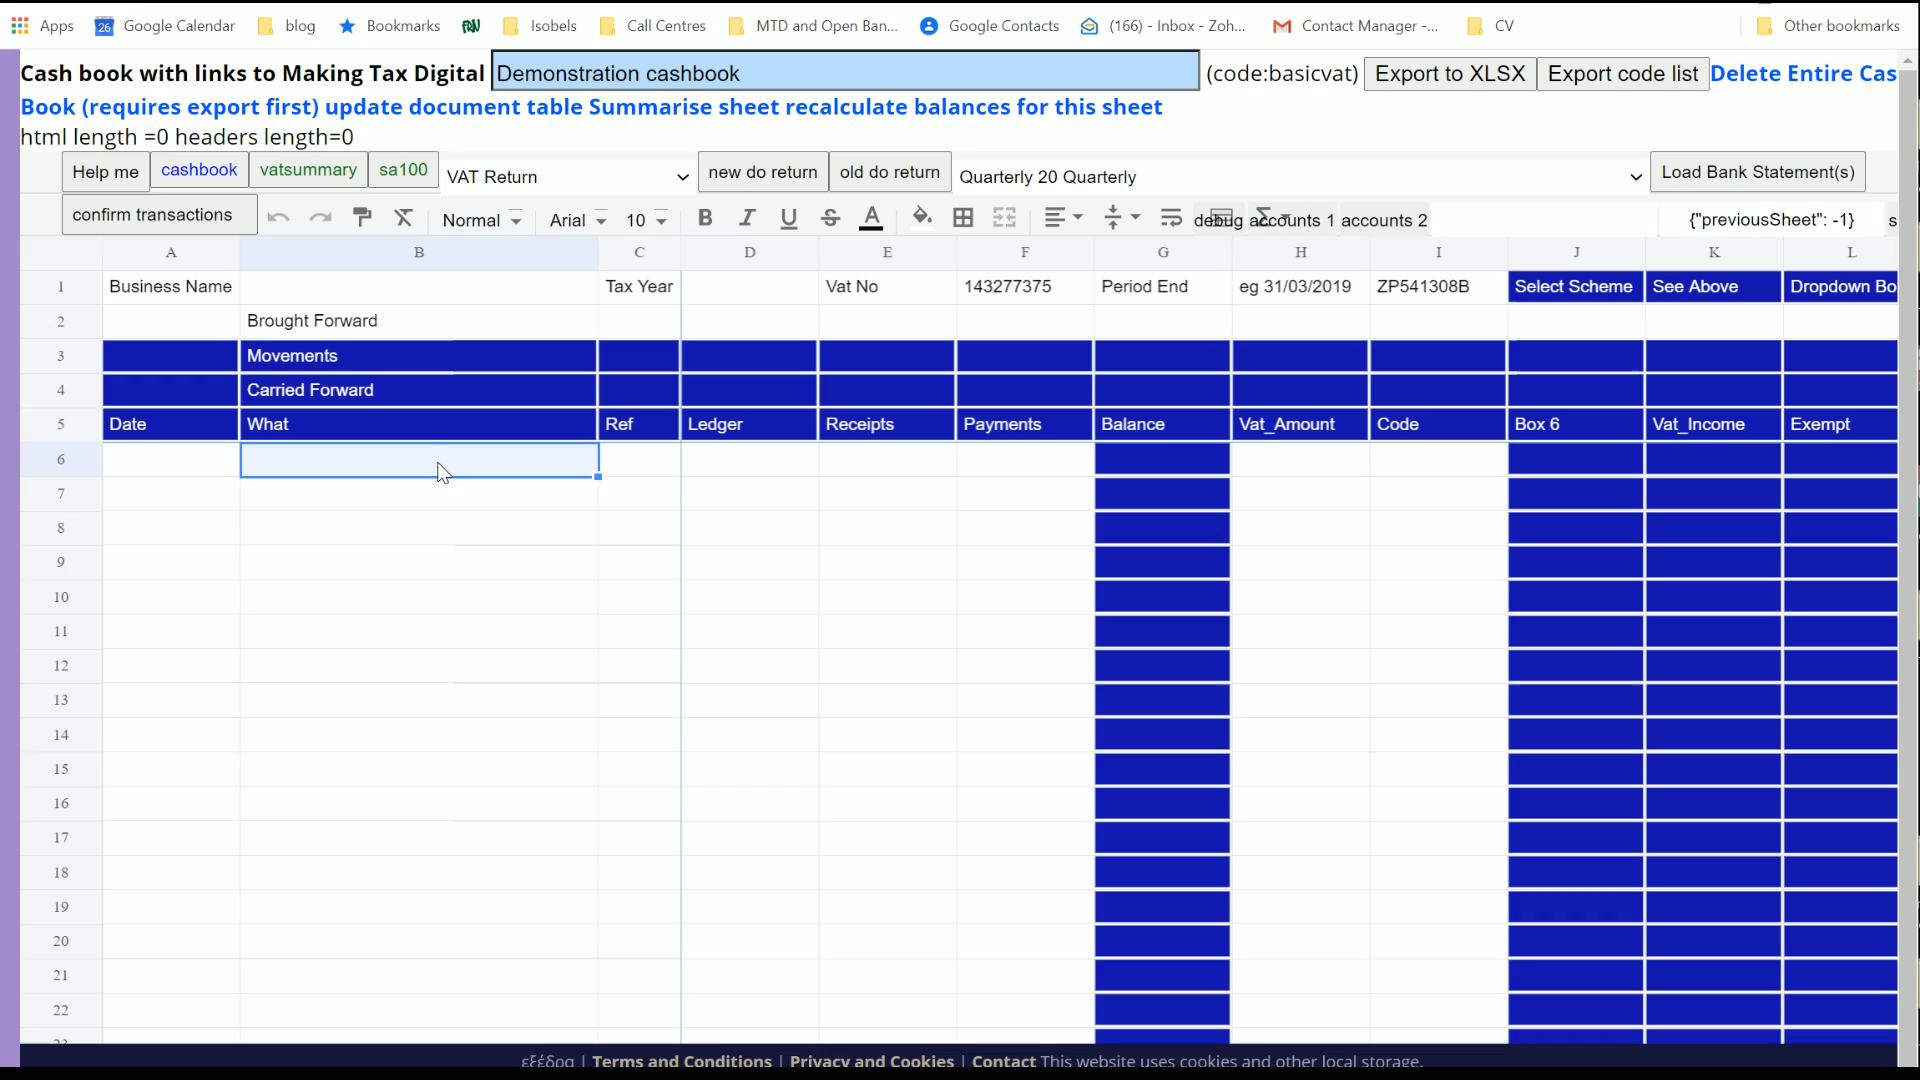 Apps 26 Google Calendar blog Bookmarks Isobels Call Centres MTD and Open Ban... Google Contacts (166) - Inbox - Zoh... Contact Manager -... CV Other bookmarks
Cash book with links to Making Tax Digital Demonstration cashbook (code:basicvat) Export to XLSX Export code list Delete Entire Cas
Book (requires export first) update document table Summarise sheet recalculate balances for this sheet
html length =0 headers length=0
Help me cashbook vatsummary sa100 VAT Return new do return old do return Quarterly 20 Quarterly Load Bank Statement(s)
confirm transactions Normal Arial 10 B I U S A debug accounts 1 accounts 2 {"previousSheet": -1} s
A B C D E F G H I J K L
1 Business Name Tax Year Vat No 143277375 Period End eg 31/03/2019 ZP541308B Select Scheme See Above Dropdown Bo
2 Brought Forward
3 Movements
4 Carried Forward
5 Date What Ref Ledger Receipts Payments Balance Vat_Amount Code Box 6 Vat_Income Exempt
6
7
8
9
10
11
12
13
14
15
16
17
18
19
20
21
22
23
εξέδρα | Terms and Conditions | Privacy and Cookies | Contact This website uses cookies and other local storage.